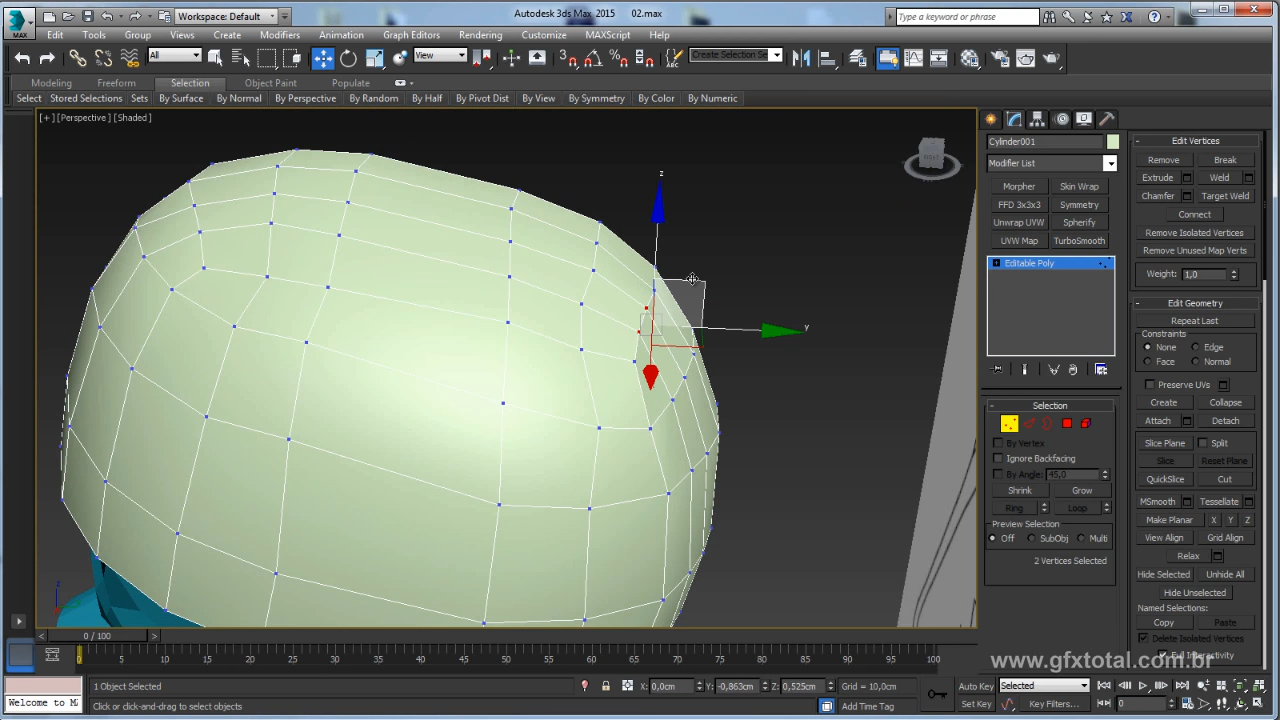 MAX
Workspace: Default
Autodesk 3ds Max 2015    02.max
Type a keyword or phrase
Edit Tools Group Views Create Modifiers Animation Graph Editors Rendering Customize MAXScript Help
All View Create Selection Se
Modeling Freeform Selection Object Paint Populate
Select Stored Selections Sets By Surface By Normal By Perspective By Random By Half By Pivot Dist By View By Symmetry By Color By Numeric
[+] [Perspective] [Shaded]
z
y
z
Cylinder001
Modifier List
Morpher Skin Wrap
FFD 3x3x3 Symmetry
Unwrap UVW Spherify
UVW Map TurboSmooth
Editable Poly
Selection
By Vertex
Ignore Backfacing
By Angle: 45,0
Shrink Grow
Ring Loop
Preview Selection
Off SubObj Multi
2 Vertices Selected
Edit Vertices
Remove Break
Extrude Weld
Chamfer Target Weld
Connect
Remove Isolated Vertices
Remove Unused Map Verts
Weight: 1,0
Edit Geometry
Repeat Last
Constraints
None Edge
Face Normal
Preserve UVs
Create Collapse
Attach Detach
Slice Plane Split
Slice Reset Plane
QuickSlice Cut
MSmooth Tessellate
Make Planar X Y Z
View Align Grid Align
Relax
Hide Selected Unhide All
Hide Unselected
Named Selections:
Copy Paste
Delete Isolated Vertices
Full Interactivity
www.gfxtotal.com.br
0 / 100
0 5 10 15 20 25 30 35 40 45 50 55 60 65 70 75 80 85 90 95 100
1 Object Selected
X: 0,0cm Y: -0,863cm Z: 0,525cm Grid = 10,0cm
Auto Key Selected
Welcome to M
Click or click-and-drag to select objects
Add Time Tag
Set Key Key Filters... 0